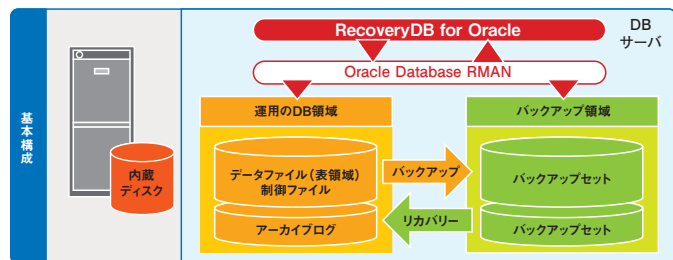 基本構成
内蔵
ディスク
RecoveryDB for Oracle
DB
サーバ
Oracle Database RMAN
運用のDB領域
バックアップ領域
データファイル（表領域）
制御ファイル
バックアップ
バックアップセット
アーカイブログ
リカバリー
バックアップセット